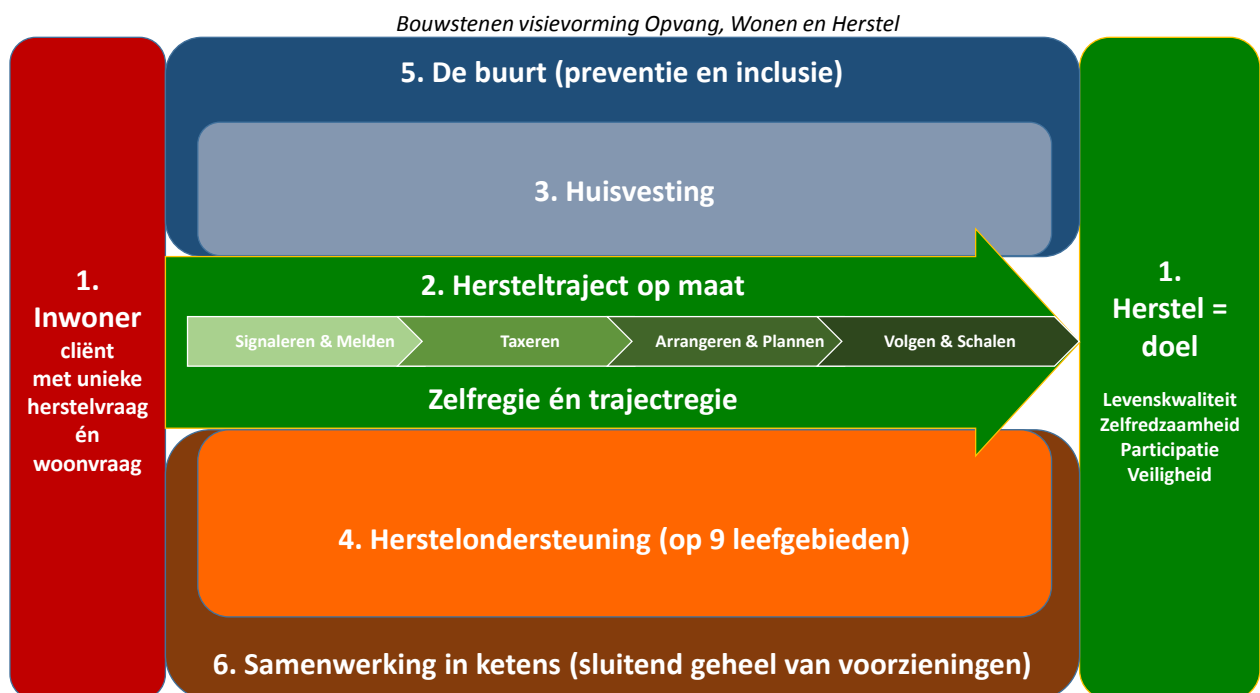 Bouwstenen visievorming Opvang, Wonen en Herstel
5. De buurt (preventie en inclusie)
3. Huisvesting
1.
Inwoner
cliënt
met unieke
herstelvraag
én
woonvraag
2. Hersteltraject op maat
Signaleren & Melden
Taxeren
Arrangeren & Plannen
Volgen & Schalen
Zelfregie én trajectregie
1.
Herstel =
doel
Levenskwaliteit
Zelfredzaamheid
Participatie
Veiligheid
4. Herstelondersteuning (op 9 leefgebieden)
6. Samenwerking in ketens (sluitend geheel van voorzieningen)